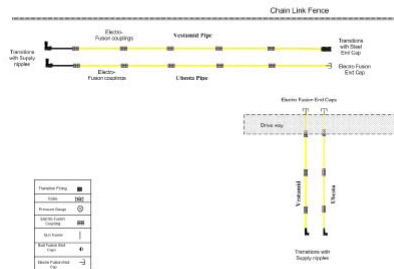 Chain Link Fence
Electro-
Fusion couplings
Vestamid Pipe
Transitions
with Steel
End Cap
Transitions
with Supply
nipples
Electro-
Fusion couplings
Ubesta Pipe
Electro Fusion
End Cap
Electro Fusion End Caps
Drive way
Vestamid
Ubesta
Transitions with
Supply nipples
Transition Fitting
Pressure Gauge
Electro Fusion
Coupling
Butt Fusion
Butt Fusion End
Caps
Electro Fusion End
Cap